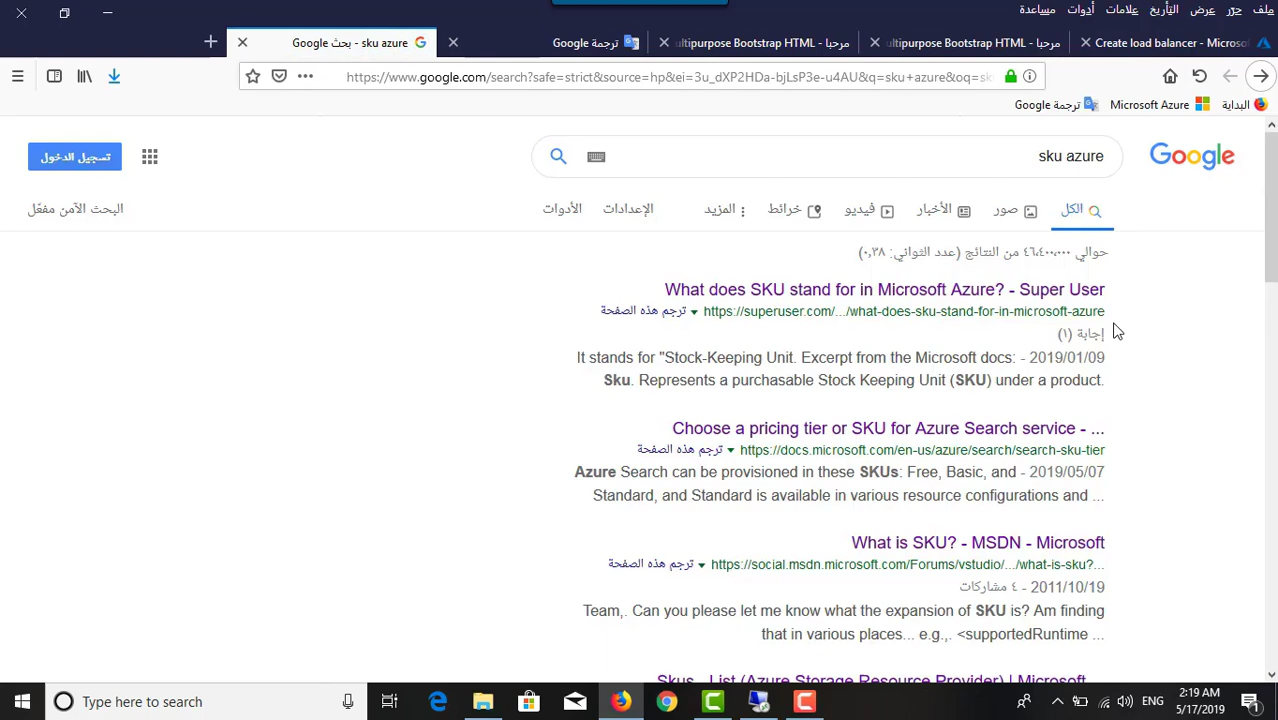 ملف تحرير عرض التأريخ علامات أدوات مساعدة
Create load balancer - Microso
مرحبا - ultipurpose Bootstrap HTML
مرحبا - ultipurpose Bootstrap HTML
ترجمة Google
sku azure - بحث Google
https://www.google.com/search?safe=strict&source=hp&ei=3u_dXP2HDa-bjLsP3e-u4AU&q=sku+azure&oq=sk
البداية Microsoft Azure ترجمة Google
Google
sku azure
تسجيل الدخول
الكل صور الأخبار فيديو خرائط المزيد الإعدادات الأدوات
البحث الآمن مفعّل
حوالي ٤٦،٤٠٠،٠٠٠ من النتائج (عدد الثواني: ٠،٣٨)
What does SKU stand for in Microsoft Azure? - Super User
https://superuser.com/.../what-does-sku-stand-for-in-microsoft-azure ترجم هذه الصفحة
إجابة (١)
It stands for "Stock-Keeping Unit. Excerpt from the Microsoft docs: - 2019/01/09
Sku. Represents a purchasable Stock Keeping Unit (SKU) under a product.
Choose a pricing tier or SKU for Azure Search service - ...
https://docs.microsoft.com/en-us/azure/search/search-sku-tier ترجم هذه الصفحة
Azure Search can be provisioned in these SKUs: Free, Basic, and - 2019/05/07
Standard, and Standard is available in various resource configurations and ...
What is SKU? - MSDN - Microsoft
https://social.msdn.microsoft.com/Forums/vstudio/.../what-is-sku?... ترجم هذه الصفحة
2011/10/19 - ٤ مشاركات
Team,. Can you please let me know what the expansion of SKU is? Am finding
that in various places... e.g.,. <supportedRuntime ...
Skus - List (Azure Storage Resource Provider) | Microsoft
Type here to search
ENG
2:19 AM
5/17/2019
1